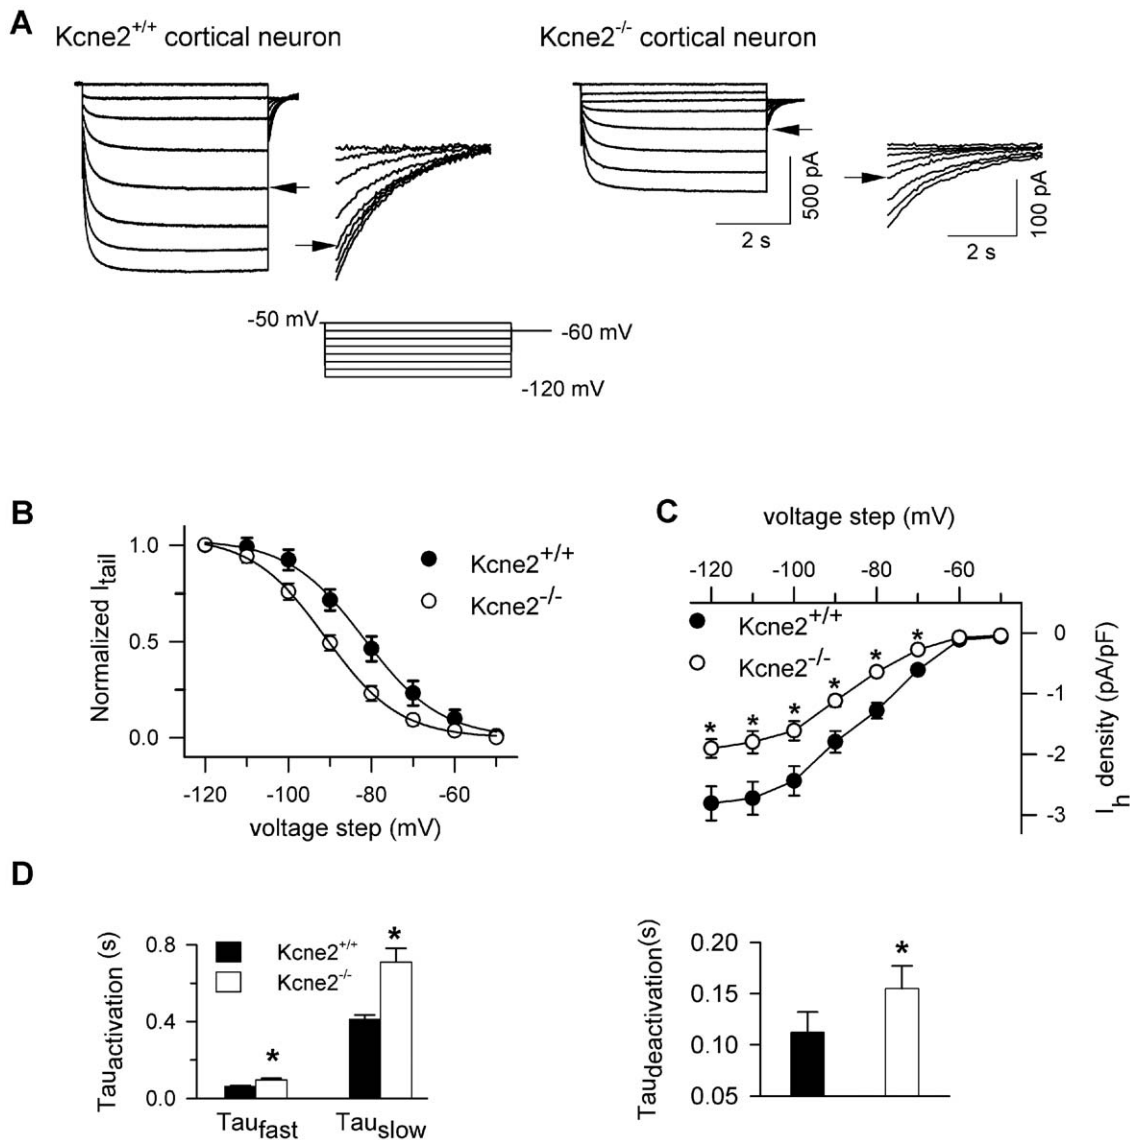 A
Kcne2+/+ cortical neuron
Kcne2-/- cortical neuron
500 pA
2 s
100 pA
2 s
-50 mV
-60 mV
-120 mV
B
Normalized Itail
1.0
0.5
0.0
-120 -100 -80 -60
voltage step (mV)
Kcne2+/+
Kcne2-/-
C
voltage step (mV)
-120 -100 -80 -60
Kcne2+/+
Kcne2-/-
* * * * * *
0
-1
-2
-3
Ih density (pA/pF)
D
Tauactivation (s)
0.8
0.4
0.0
Kcne2+/+
Kcne2-/-
*
*
Taufast Tauslow
Taudeactivation(s)
0.20
0.15
0.10
0.05
*